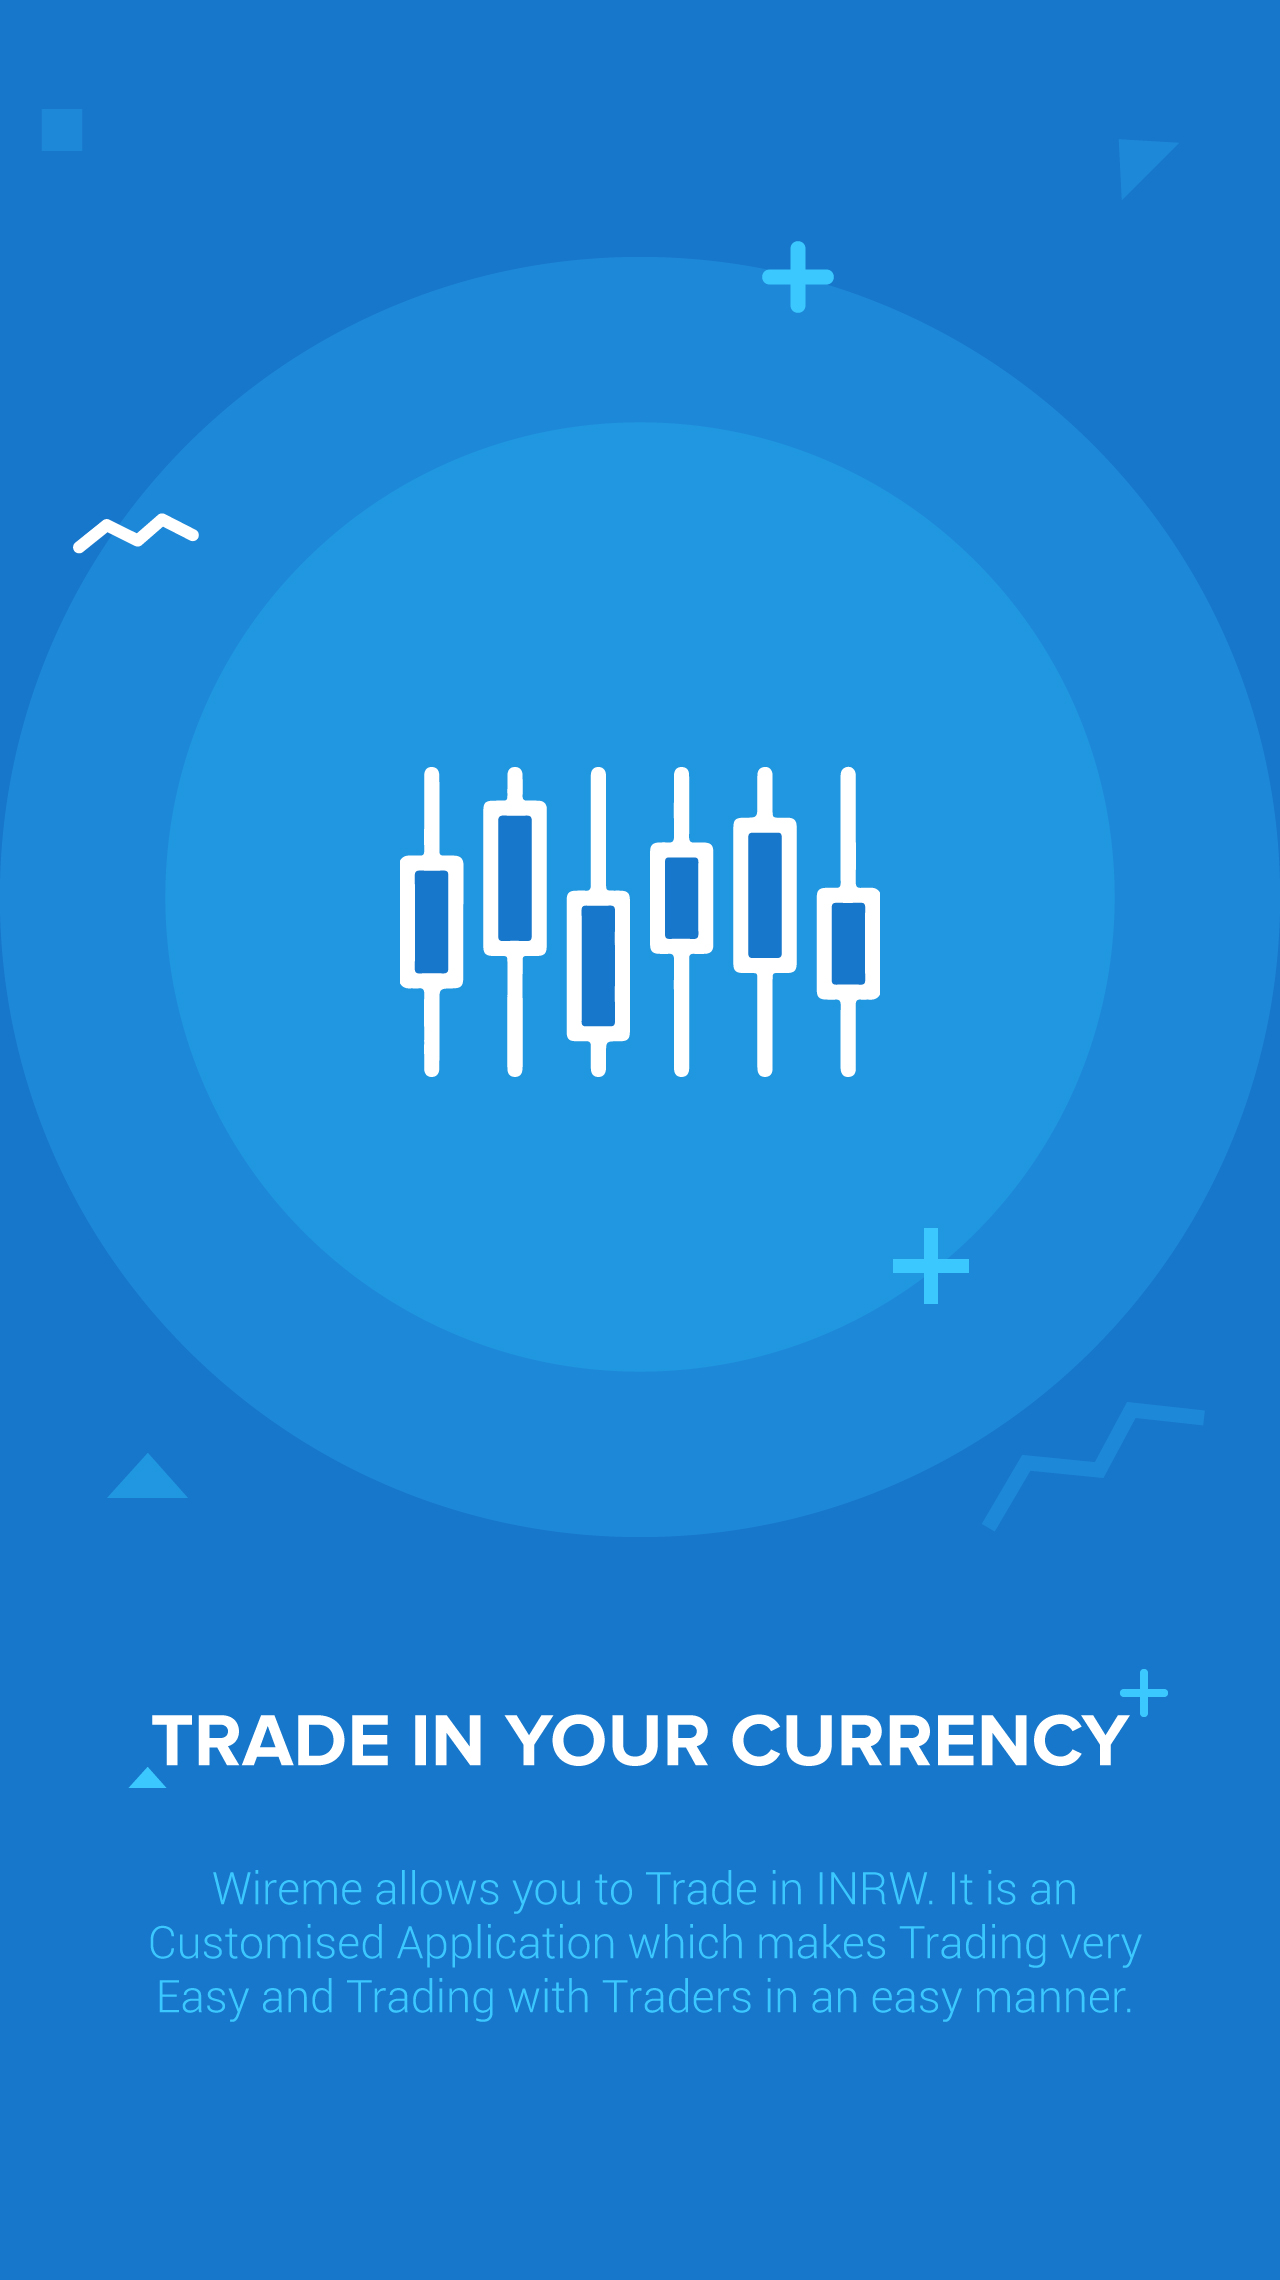 TRADE IN YOUR CURRENCY
Wireme allows you to Trade in INRW. It is an
Customised Application which makes Trading very
Easy and Trading with Traders in an easy manner.